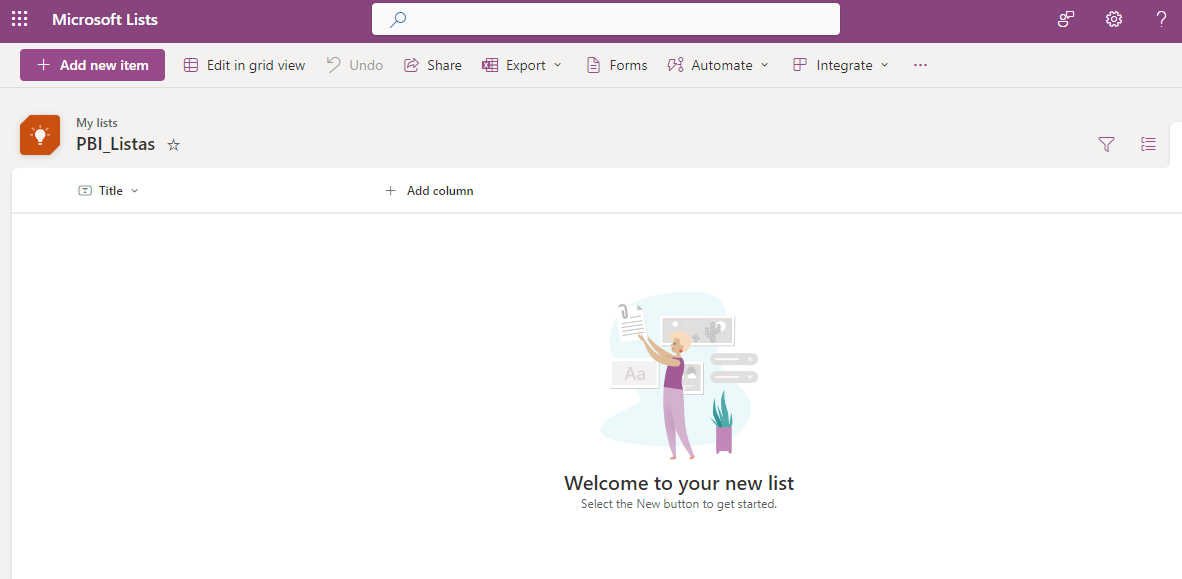 Microsoft Lists
Add new item Edit in grid view Undo Share Export Forms Automate Integrate
My lists
PBI_Listas
Title Add column
Aa
Welcome to your new list
Select the New button to get started.